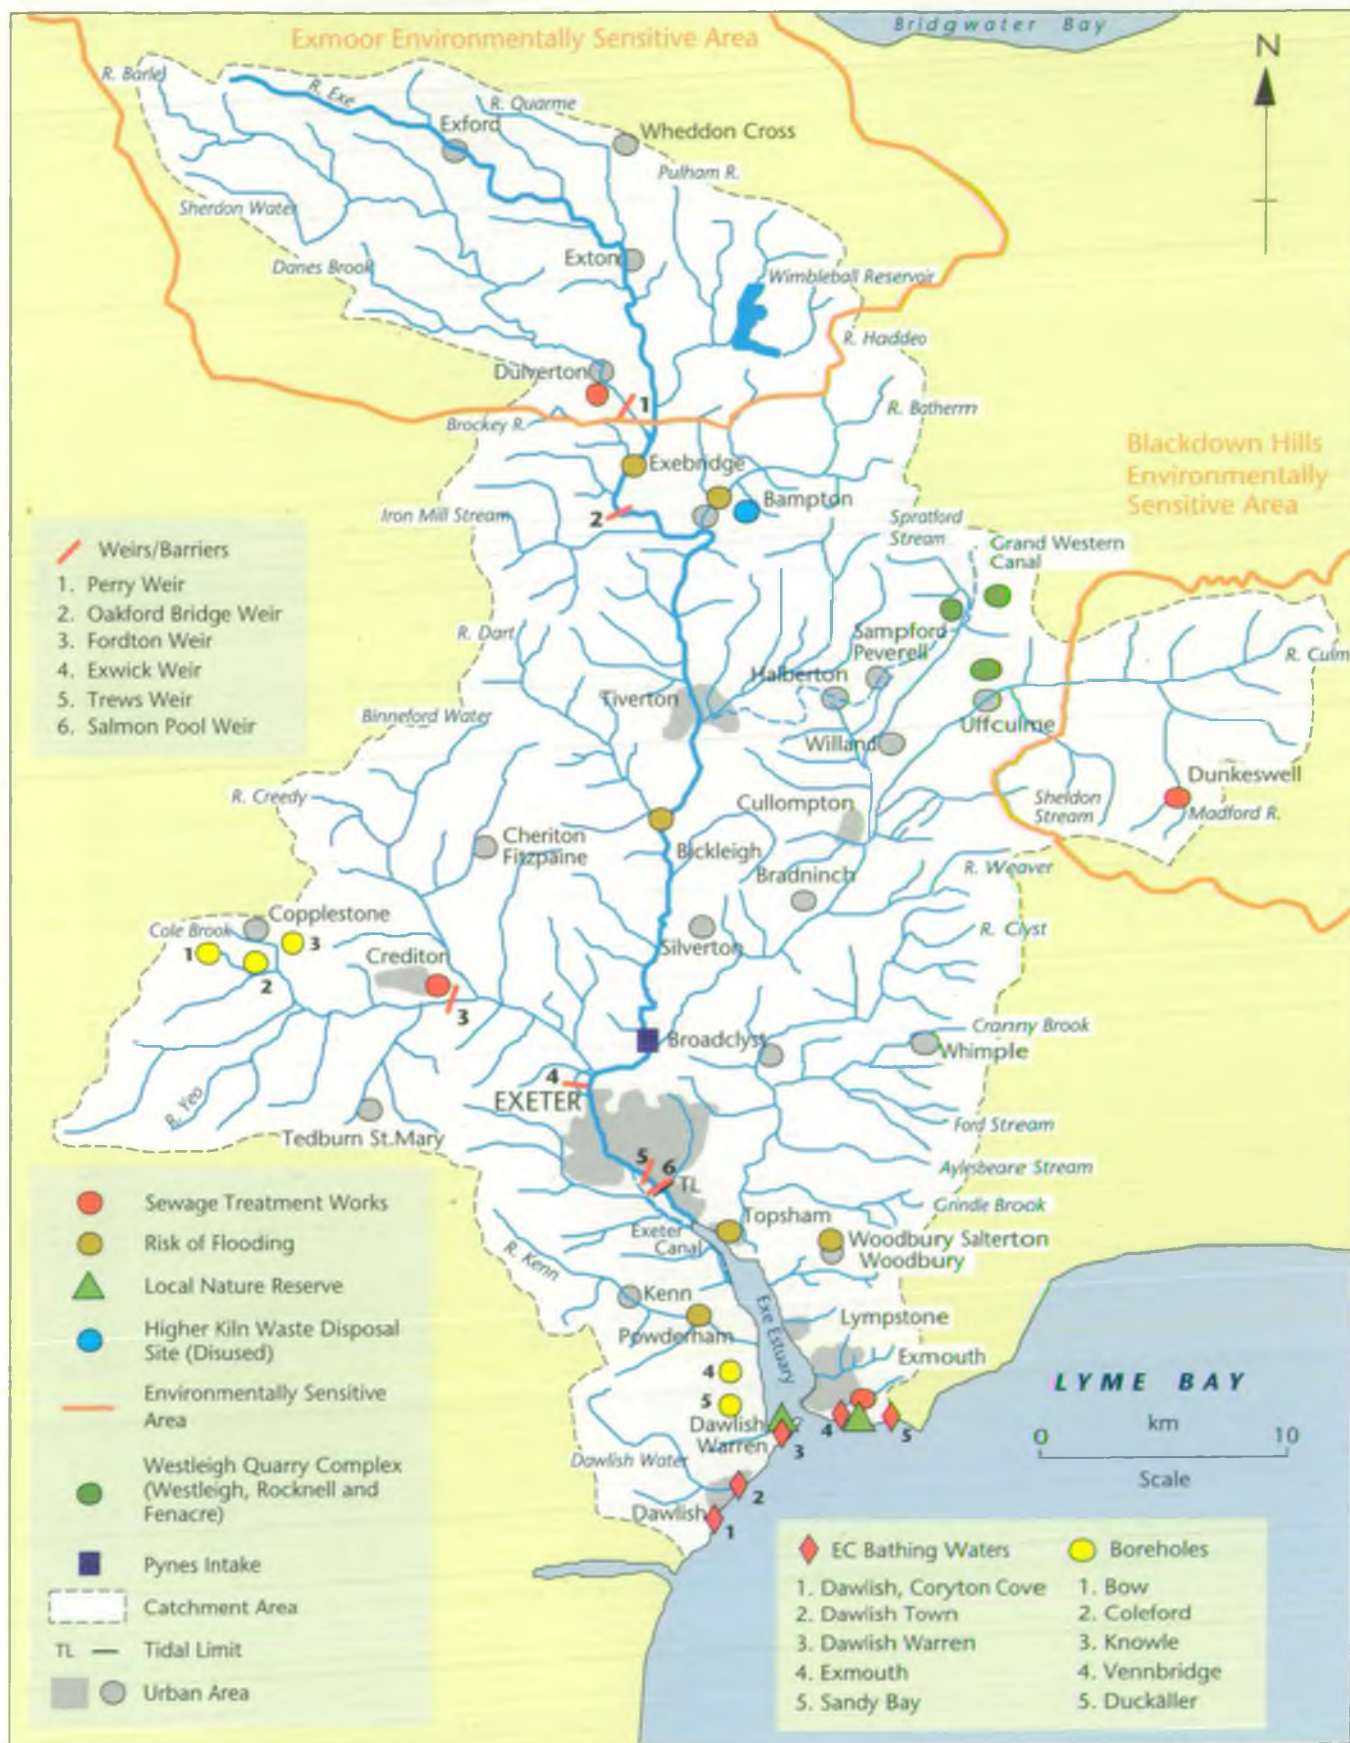 Bridgwater Bay
Exmoor Environmentally Sensitive Area
N
R. Barle
R. Exe
R. Quarme
Exford
Wheddon Cross
Pulham R.
Sherdon Water
Danes Brook
Exton
Wimbleball Reservoir
R. Haddeo
Dulverton
1
R. Batherm
Brockey R.
Blackdown Hills
Environmentally
Sensitive Area
Exebridge
Bampton
2
Iron Mill Stream
Spratford
Stream
Grand Western
Canal
Weirs/Barriers
1. Perry Weir
2. Oakford Bridge Weir
3. Fordton Weir
4. Exwick Weir
5. Trews Weir
6. Salmon Pool Weir
R. Dart
Sampford
Peverell
R. Culm
Halberton
Tiverton
Binneford Water
Uffculme
Willand
Dunkeswell
R. Creedy
Cullompton
Sheldon
Stream
Madford R.
Cheriton
Fitzpaine
Bickleigh
R. Weaver
Bradninch
Copplestone
Cole Brook
1
3
2
R. Clyst
Silverton
Crediton
3
Cranny Brook
Broadclyst
Whimple
4
EXETER
R. Yeo
Ford Stream
Tedburn St.Mary
5
6
TL
Aylesbeare Stream
Grindle Brook
Topsham
Exeter
Canal
Woodbury Salterton
Woodbury
R. Kenn
Kenn
Exe Estuary
Lympstone
Powderham
Exmouth
4
5
Dawlish
Warren
3
4
5
Dawlish Water
2
Dawlish
1
LYME BAY
km
0
10
Scale
Sewage Treatment Works
Risk of Flooding
Local Nature Reserve
Higher Kiln Waste Disposal
Site (Disused)
Environmentally Sensitive
Area
Westleigh Quarry Complex
(Westleigh, Rocknell and
Fenacre)
Pynes Intake
Catchment Area
TL
Tidal Limit
Urban Area
EC Bathing Waters
1. Dawlish, Coryton Cove
2. Dawlish Town
3. Dawlish Warren
4. Exmouth
5. Sandy Bay
Boreholes
1. Bow
2. Coleford
3. Knowle
4. Vennbridge
5. Duckaller